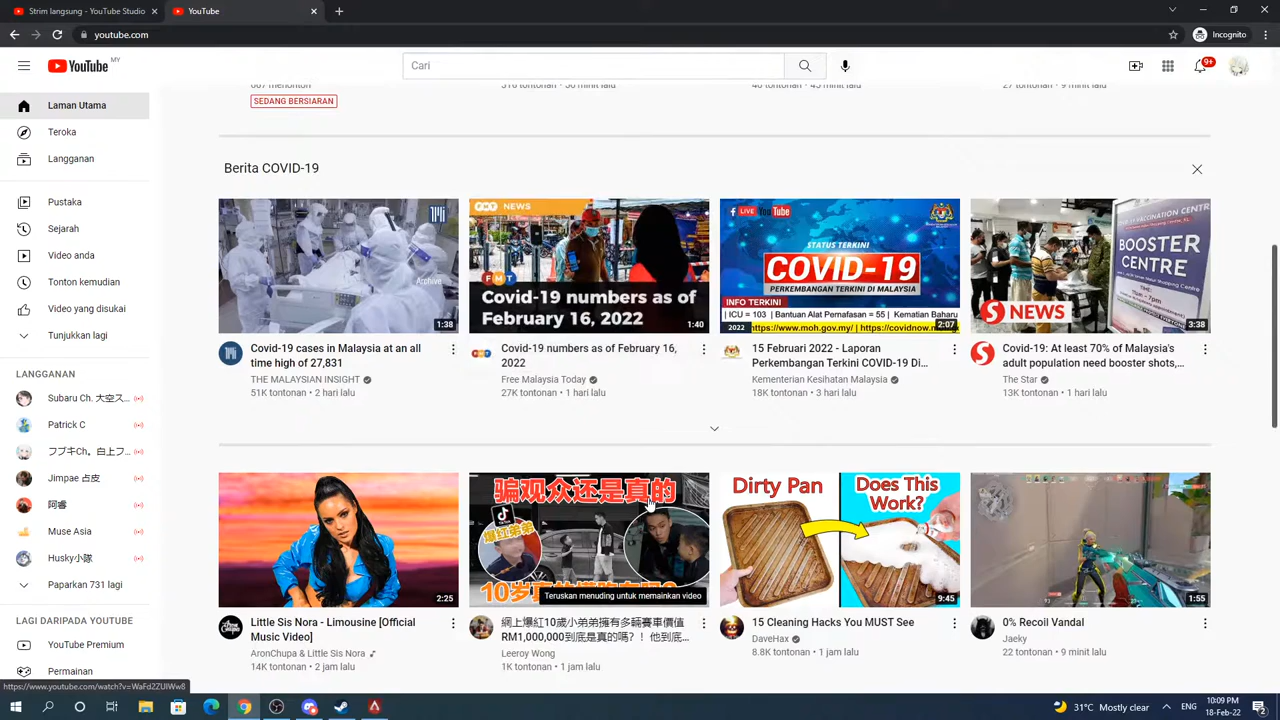 Strim langsung - YouTube Studio
YouTube
youtube.com
Incognito
YouTube MY
Cari
9+
667 menonton
SEDANG BERSIARAN
Laman Utama
Teroka
Langganan
Pustaka
Sejarah
Video anda
Tonton kemudian
Video yang disukai
Tunjukkan lagi
LANGGANAN
Subaru Ch. 大空ス...
Patrick C
フブキCh。白上フ...
Jimpae 占皮
阿睿
Muse Asia
Husky小隊
Paparkan 731 lagi
LAGI DARIPADA YOUTUBE
YouTube Premium
Permainan
Berita COVID-19
Archive
1:38
Covid-19 cases in Malaysia at an all
time high of 27,831
THE MALAYSIAN INSIGHT
51K tontonan • 2 hari lalu
FMT NEWS
FMT
Covid-19 numbers as of
February 16, 2022
1:40
Covid-19 numbers as of February 16,
2022
Free Malaysia Today
27K tontonan • 1 hari lalu
LIVE YouTube
STATUS TERKINI
COVID-19
PERKEMBANGAN TERKINI DI MALAYSIA
INFO TERKINI
| ICU = 103 | Bantuan Alat Pernafasan = 55 | Kematian Baharu
2022
https://www.moh.gov.my/ | https://covidnow.m
2:07
15 Februari 2022 - Laporan
Perkembangan Terkini COVID-19 Di...
Kementerian Kesihatan Malaysia
18K tontonan • 3 hari lalu
BOOSTER
CENTRE
S NEWS
3:38
Covid-19: At least 70% of Malaysia's
adult population need booster shots,...
The Star
13K tontonan • 1 hari lalu
2:25
Little Sis Nora - Limousine [Official
Music Video]
AronChupa & Little Sis Nora
14K tontonan • 2 jam lalu
骗观众还是真的
TikTok
Teruskan menuding untuk memainkan video
網上爆紅10歲小弟弟擁有多輛賽車價值
RM1,000,000到底是真的嗎？！他到底...
Leeroy Wong
1K tontonan • 1 jam lalu
Dirty Pan
Does This
Work?
9:45
15 Cleaning Hacks You MUST See
DaveHax
8.8K tontonan • 1 jam lalu
1:55
0% Recoil Vandal
Jaeky
22 tontonan • 9 minit lalu
https://www.youtube.com/watch?v=WaFd2ZUlWw8
31°C Mostly clear
ENG
10:09 PM
18-Feb-22
2